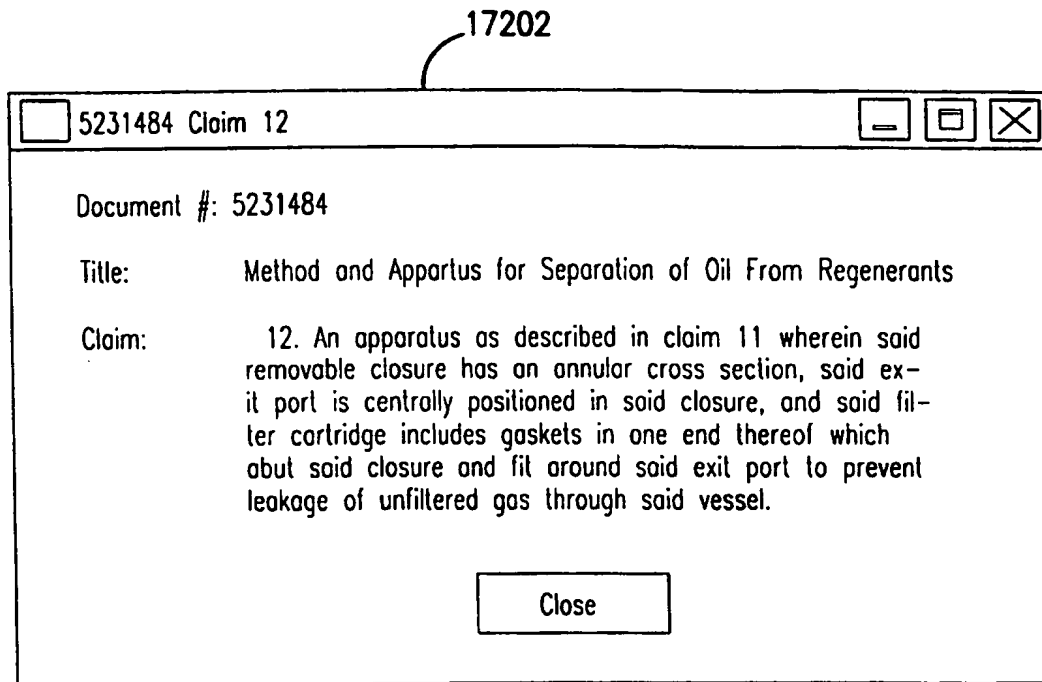 17202
5231484 Claim 12
Document #: 5231484
Title: Method and Appartus for Separation of Oil From Regenerants
Claim: 12. An apparatus as described in claim 11 wherein said
removable closure has an annular cross section, said ex-
it port is centrally positioned in said closure, and said fil-
ter cartridge includes gaskets in one end thereof which
abut said closure and fit around said exit port to prevent
leakage of unfiltered gas through said vessel.
Close